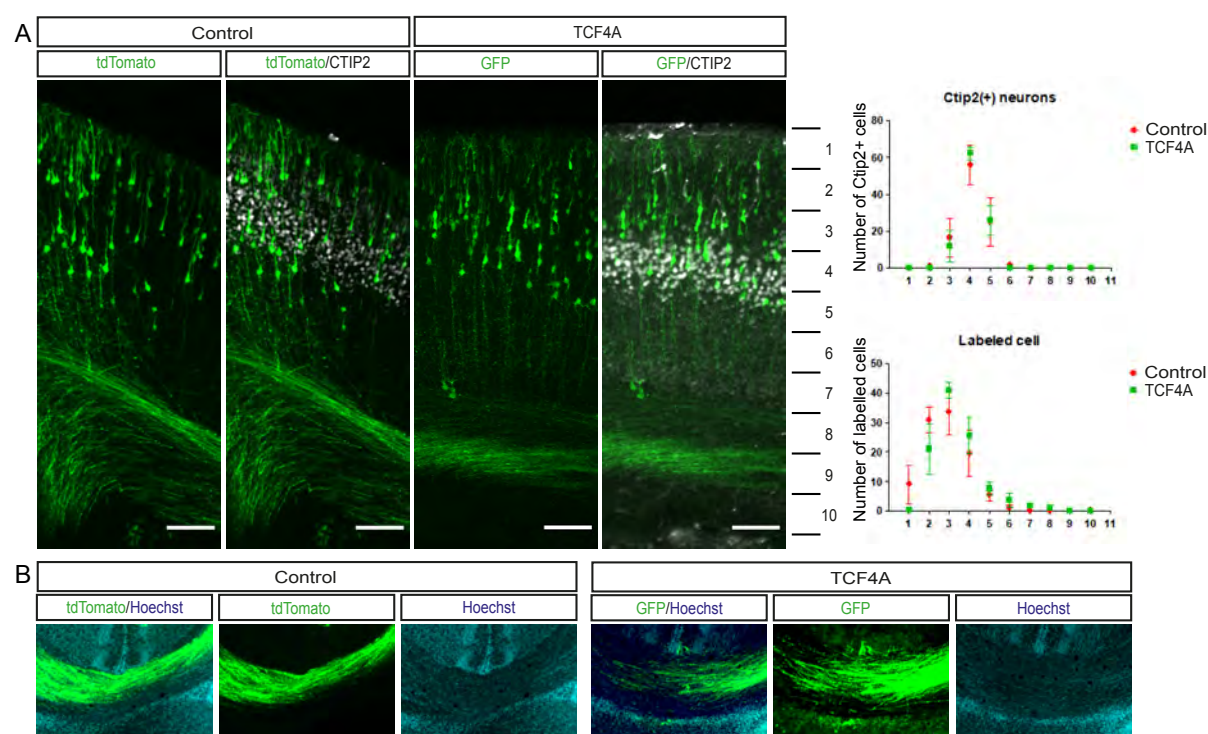 A
Control
TCF4A
tdTomato
tdTomato/CTIP2
GFP
GFP/CTIP2
1
2
3
4
5
6
7
8
9
10
Ctip2(+) neurons
Number of Ctip2+ cells
80
60
40
20
0
1 2 3 4 5 6 7 8 9 10 11
Control
TCF4A
Labeled cell
Number of labelled cells
50
40
30
20
10
0
1 2 3 4 5 6 7 8 9 10 11
Control
TCF4A
B
Control
TCF4A
tdTomato/Hoechst
tdTomato
Hoechst
GFP/Hoechst
GFP
Hoechst